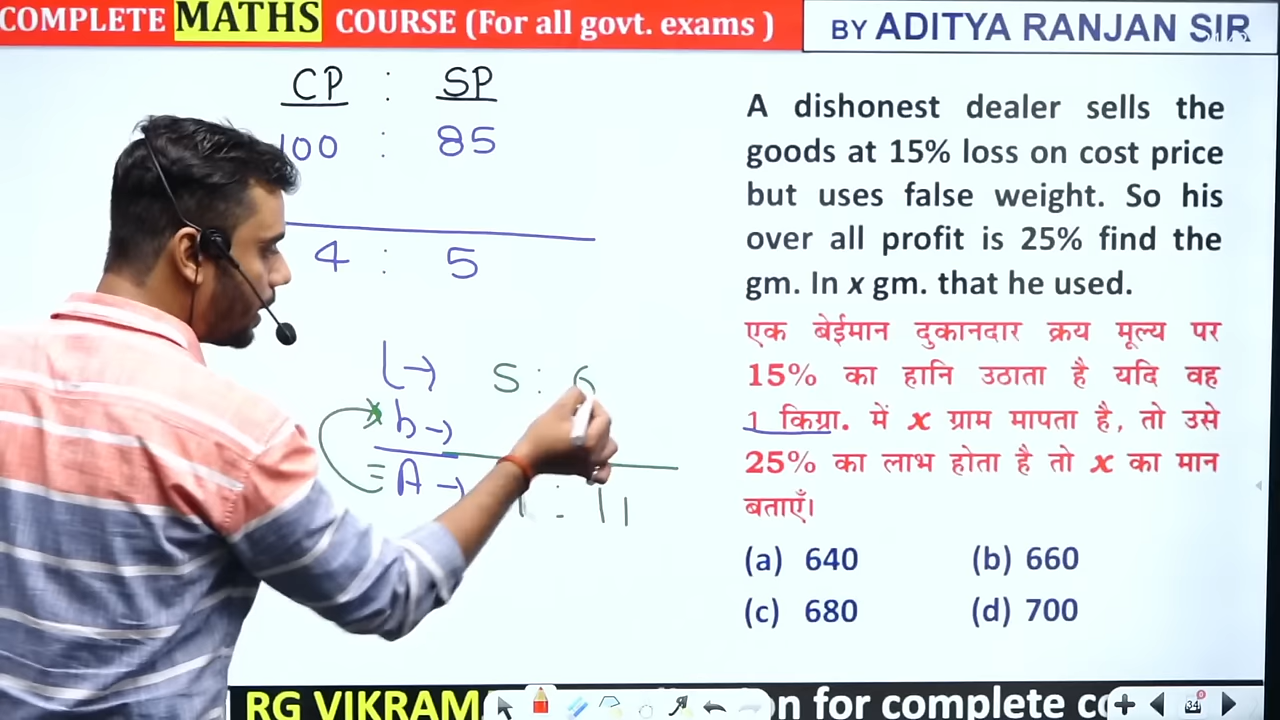 COMPLETE MATHS COURSE (For all govt. exams )
BY ADITYA RANJAN SIR
CP : SP
100 : 85
4 : 5
l→ 5 : 6
b→
= A→ : 11
A dishonest dealer sells the
goods at 15% loss on cost price
but uses false weight. So his
over all profit is 25% find the
gm. In x gm. that he used.
एक बेईमान दुकानदार क्रय मूल्य पर
15% का हानि उठाता है यदि वह
1 किग्रा. में x ग्राम मापता है, तो उसे
25% का लाभ होता है तो x का मान
बताएँ।
(a) 640 (b) 660
(c) 680 (d) 700
RG VIKRAM
on for complete
34